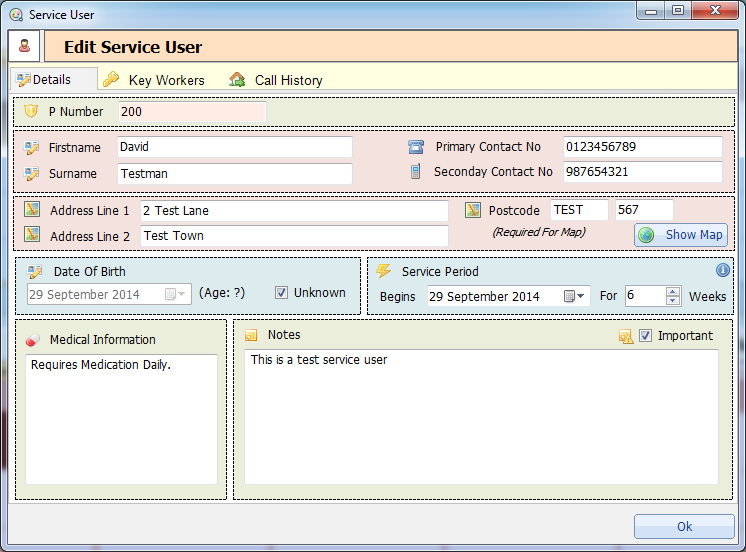 Service User
Edit Service User
Details Key Workers Call History
P Number 200
Firstname David Primary Contact No 0123456789
Surname Testman Seconday Contact No 987654321
Address Line 1 2 Test Lane Postcode TEST 567
Address Line 2 Test Town (Required For Map) Show Map
Date Of Birth Service Period
29 September 2014 (Age: ?) Unknown Begins 29 September 2014 For 6 Weeks
Medical Information Notes Important
Requires Medication Daily. This is a test service user
Ok